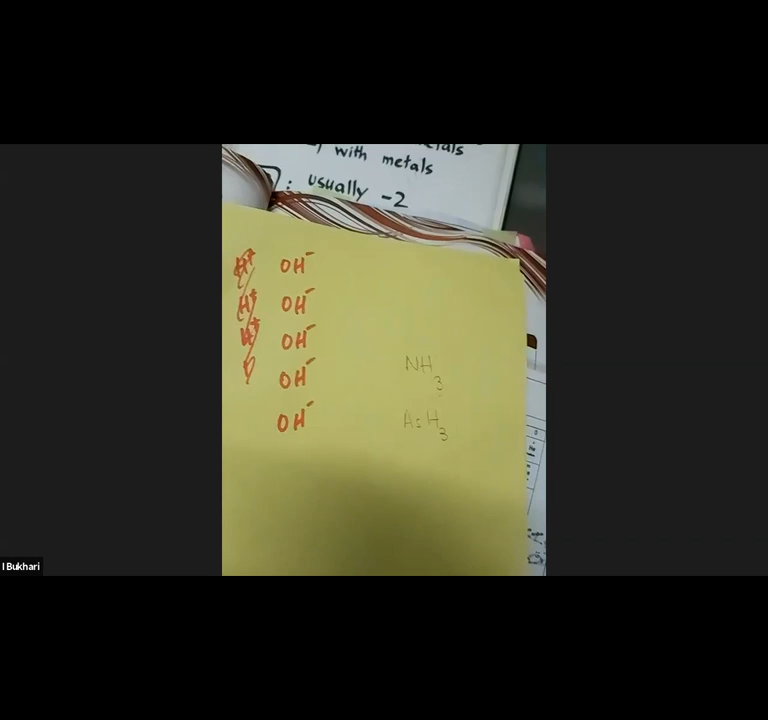 with metals
: usually -2
H⁺ OH⁻
H⁺ OH⁻
H⁺ OH⁻
OH⁻
OH⁻
NH₃
AsH₃
I Bukhari